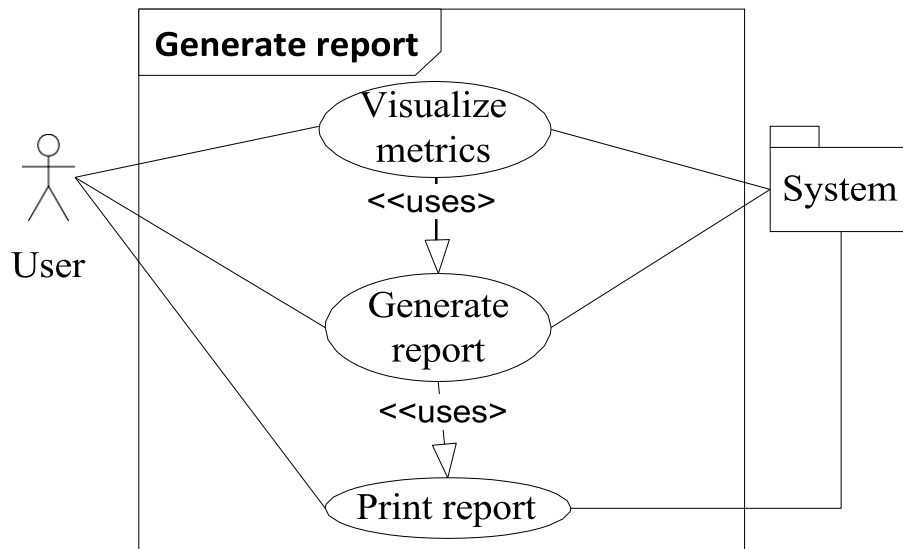 Generate report
Visualize
metrics
<<uses>
System
User
Generate
report
<<uses>
Print report